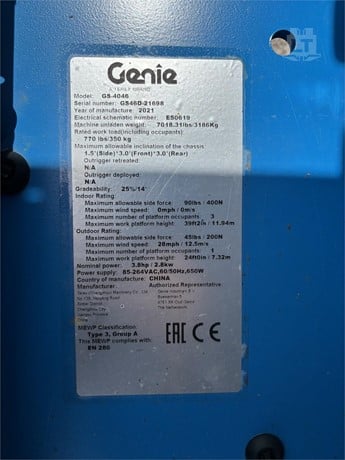 Genie
A TEREX BRAND
Model: GS-4046
Serial number: GS46D-21698
Year of manufacture: 2021
Electrical schematic number: ES0619
Machine unladen weight: 7018.31lbs/3186Kg
Rated work load(including occupants):
770 lbs/350 kg
Maximum allowable inclination of the chassis:
1.5°(Side)°3.0°(Front)°3.0°(Rear)
Outrigger retreated:
N/A
Outrigger deployed:
N/A
Gradeability: 25%/14°
Indoor Rating:
Maximum allowable side force: 90lbs / 400N
Maximum wind speed: 0mph / 0m/s
Maximum number of platform occupants 3
Maximum work platform height: 39ft2in / 11.94m
Outdoor Rating:
Maximum allowable side force: 45lbs / 200N
Maximum wind speed: 28mph / 12.5m/s
Maximum number of platform occupants 1
Maximum work platform height: 24ft0in / 7.32m
Nominal power: 3.8hp / 2.8kw
Power supply: 85-264VAC,60/50Hz,650W
Country of manufacture: CHINA
Manufacturer: Authorized Representative:
Genie Industries B.V.
The Netherlands
China
MEWP Classification:
Type 3, Group A
This MEWP complies with:
EN 280
EAC CE